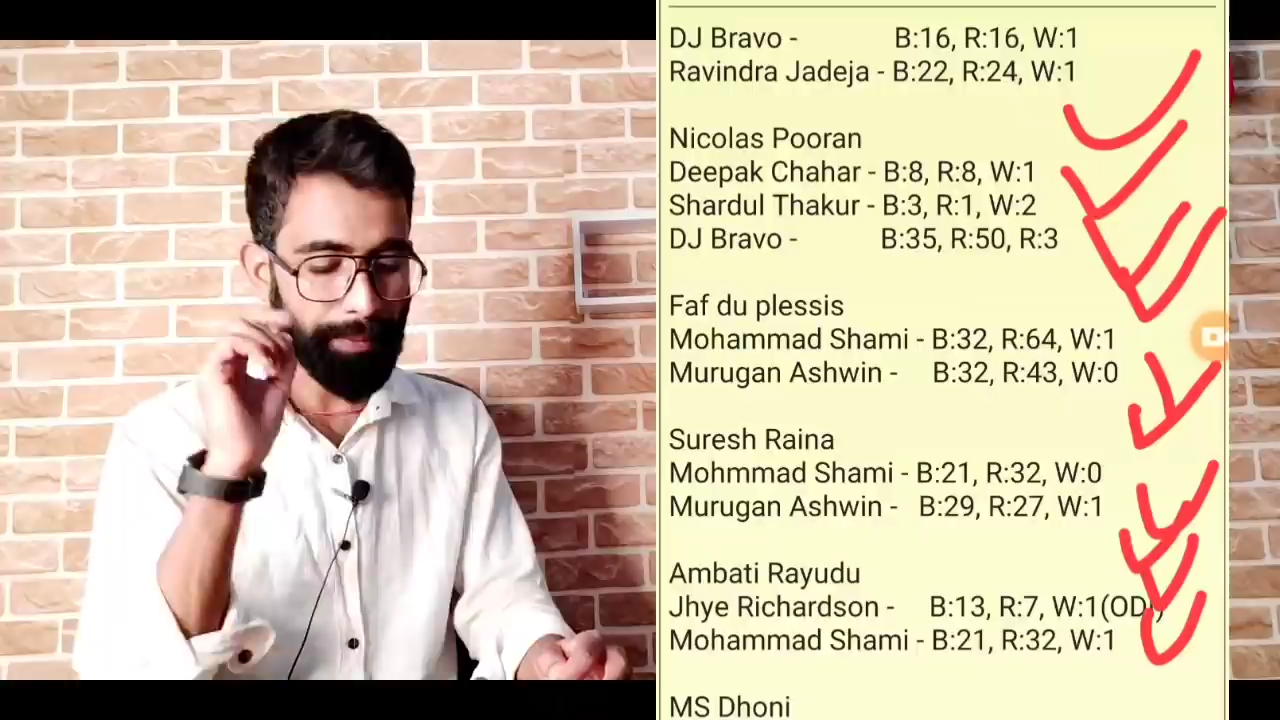 DJ Bravo - B:16, R:16, W:1
Ravindra Jadeja - B:22, R:24, W:1
Nicolas Pooran
Deepak Chahar - B:8, R:8, W:1
Shardul Thakur - B:3, R:1, W:2
DJ Bravo - B:35, R:50, R:3
Faf du plessis
Mohammad Shami - B:32, R:64, W:1
Murugan Ashwin - B:32, R:43, W:0
Suresh Raina
Mohmmad Shami - B:21, R:32, W:0
Murugan Ashwin - B:29, R:27, W:1
Ambati Rayudu
Jhye Richardson - B:13, R:7, W:1(ODI)
Mohammad Shami - B:21, R:32, W:1
MS Dhoni